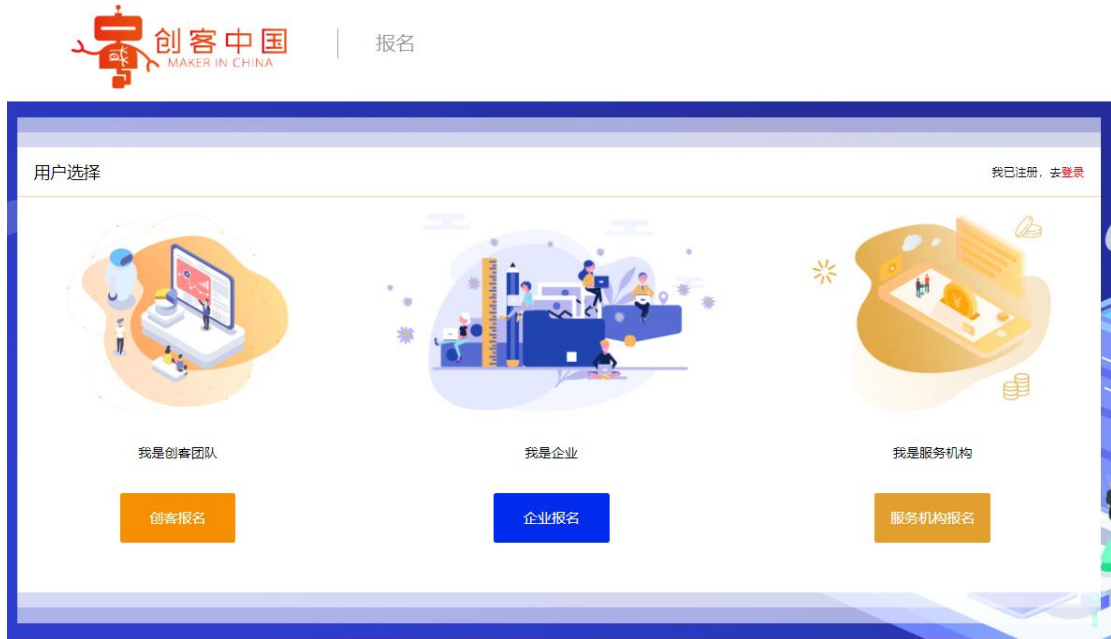 创客中国
MAKER IN CHINA
报名
用户选择
我已注册，去登录
我是创客团队
我是企业
我是服务机构
创客报名
企业报名
服务机构报名